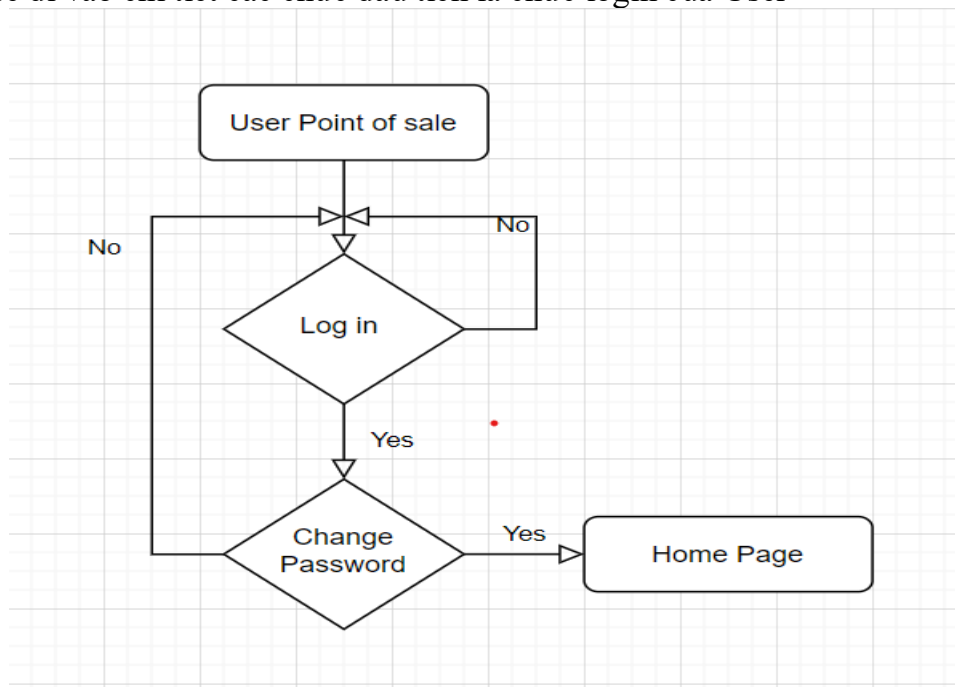 User Point of sale
No
No
Log in
Yes
Change
Password
Yes
Home Page